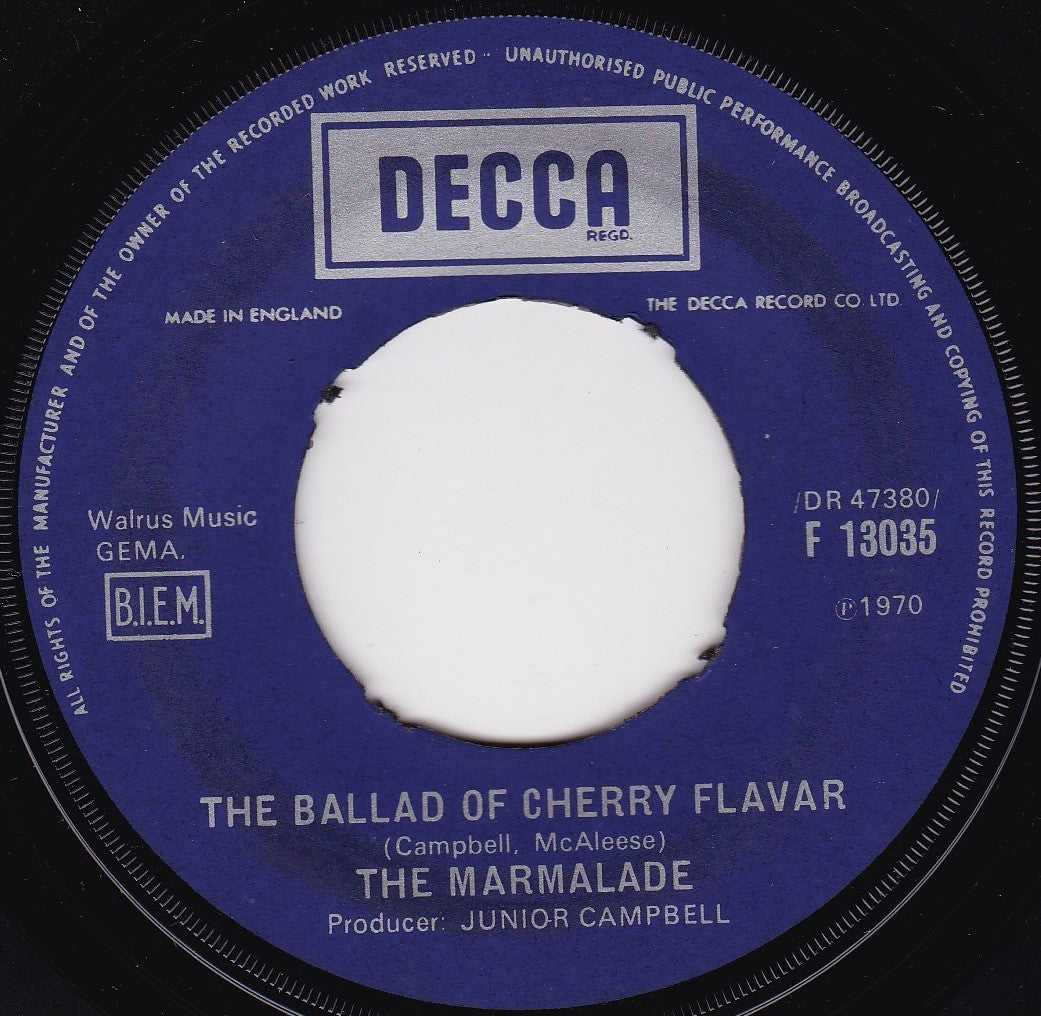 ALL RIGHTS OF THE MANUFACTURER AND OF THE OWNER OF THE RECORDED WORK RESERVED · UNAUTHORISED PUBLIC PERFORMANCE BROADCASTING AND COPYING OF THIS RECORD PROHIBITED
DECCA
REGD.
MADE IN ENGLAND
THE DECCA RECORD CO LTD.
Walrus Music
GEMA.
B.I.E.M.
/DR 47380/
F 13035
℗1970
THE BALLAD OF CHERRY FLAVAR
(Campbell, McAleese)
THE MARMALADE
Producer: JUNIOR CAMPBELL